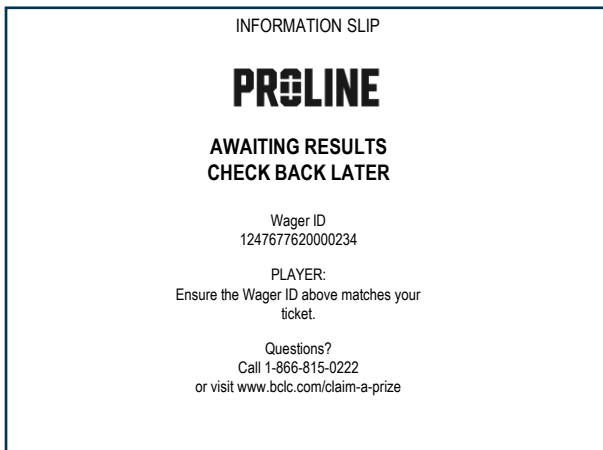 INFORMATION SLIP
PROLINE
AWAITING RESULTS
CHECK BACK LATER
Wager ID
1247677620000234
PLAYER:
Ensure the Wager ID above matches your
ticket.
Questions?
Call 1-866-815-0222
or visit www.bclc.com/claim-a-prize